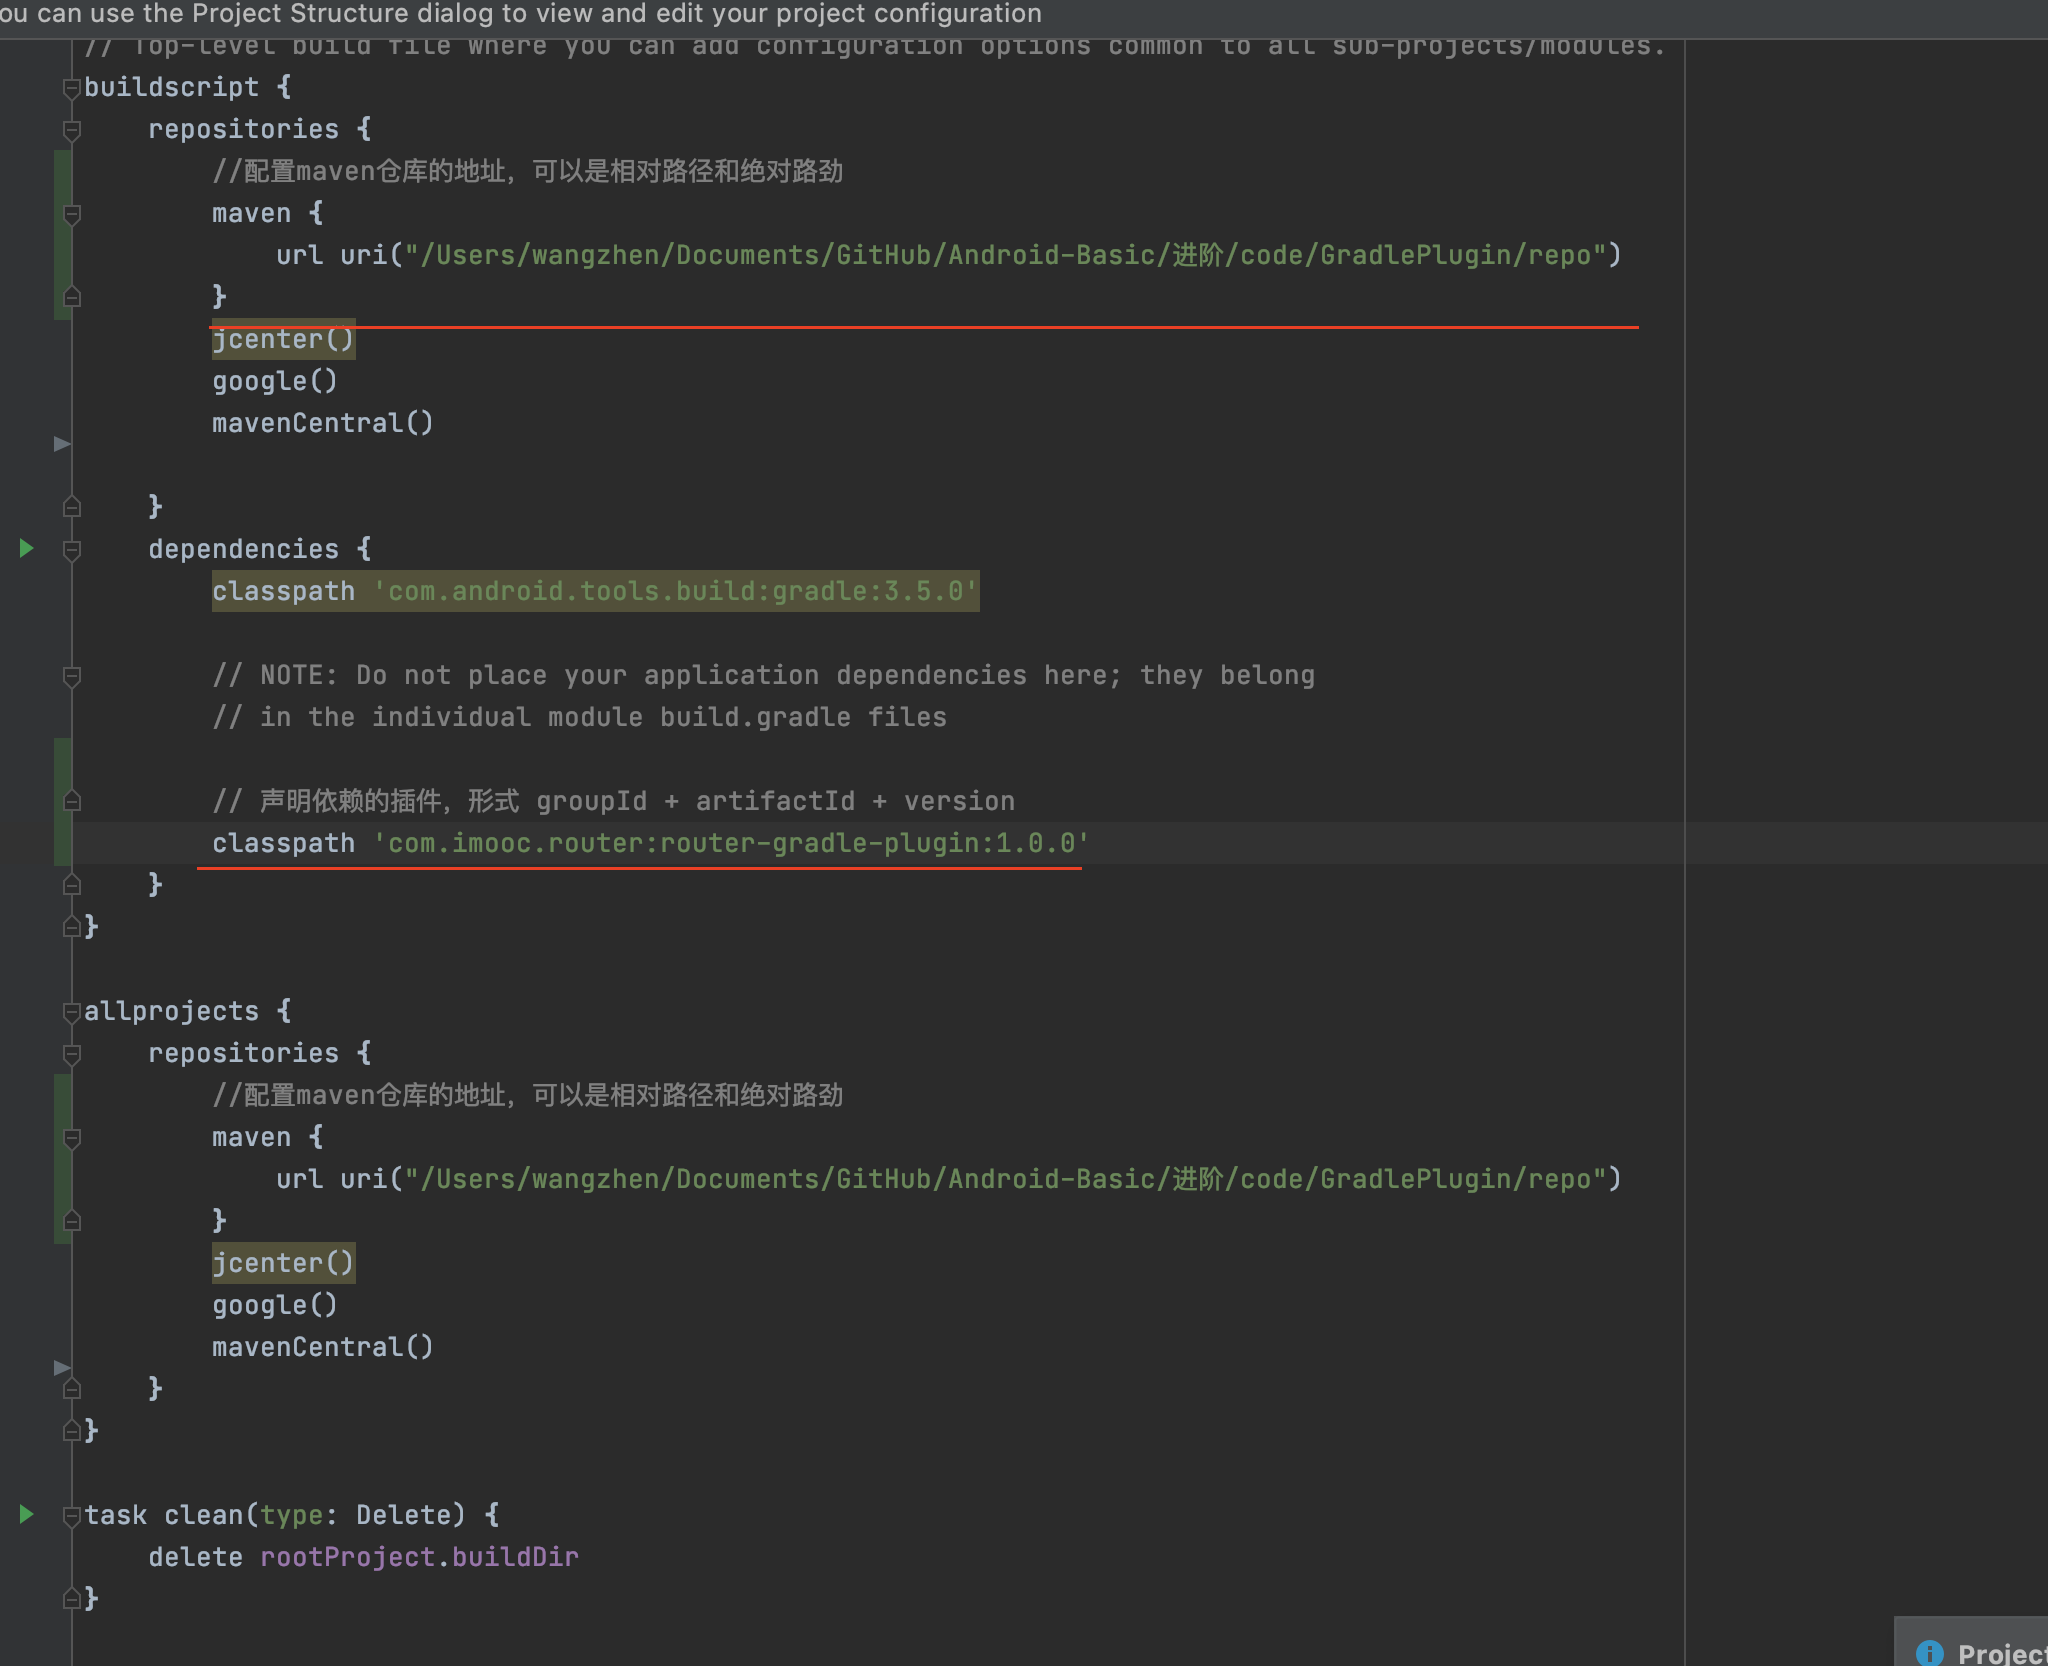 ou can use the Project Structure dialog to view and edit your project configuration
// Top-level build file where you can add configuration options common to all sub-projects/modules.
buildscript {
repositories {
//配置maven仓库的地址，可以是相对路径和绝对路劲
maven {
url uri("/Users/wangzhen/Documents/GitHub/Android-Basic/进阶/code/GradlePlugin/repo")
}
jcenter()
google()
mavenCentral()
}
dependencies {
classpath 'com.android.tools.build:gradle:3.5.0'
// NOTE: Do not place your application dependencies here; they belong
// in the individual module build.gradle files
// 声明依赖的插件，形式 groupId + artifactId + version
classpath 'com.imooc.router:router-gradle-plugin:1.0.0'
}
}
allprojects {
repositories {
//配置maven仓库的地址，可以是相对路径和绝对路劲
maven {
url uri("/Users/wangzhen/Documents/GitHub/Android-Basic/进阶/code/GradlePlugin/repo")
}
jcenter()
google()
mavenCentral()
}
}
task clean(type: Delete) {
delete rootProject.buildDir
}
Project